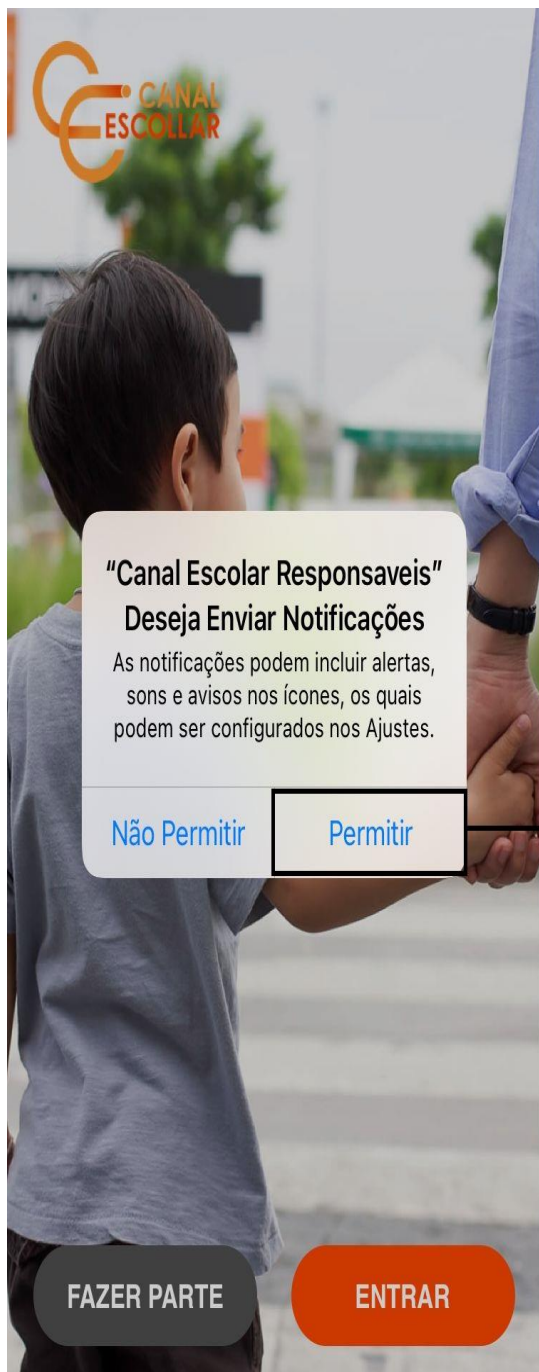 CANAL
ESCOLLAR
“Canal Escolar Responsaveis”
Deseja Enviar Notificações
As notificações podem incluir alertas,
sons e avisos nos ícones, os quais
podem ser configurados nos Ajustes.
Não Permitir
Permitir
FAZER PARTE
ENTRAR